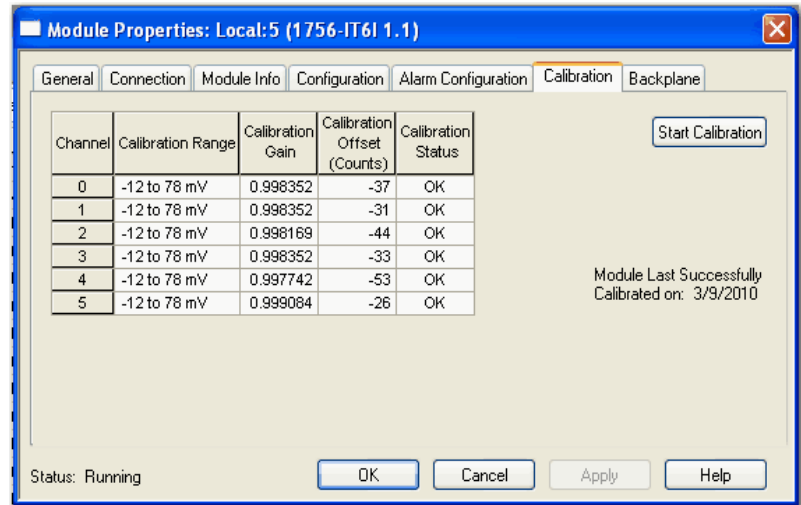 Module Properties: Local:5 (1756-IT6I 1.1)
General Connection Module Info Configuration Alarm Configuration Calibration Backplane
Channel Calibration Range Calibration Gain Calibration Offset (Counts) Calibration Status
Start Calibration
0 -12 to 78 mV 0.998352 -37 OK
1 -12 to 78 mV 0.998352 -31 OK
2 -12 to 78 mV 0.998169 -44 OK
3 -12 to 78 mV 0.998352 -33 OK
4 -12 to 78 mV 0.997742 -53 OK
5 -12 to 78 mV 0.999084 -26 OK
Module Last Successfully
Calibrated on: 3/9/2010
Status: Running OK Cancel Apply Help